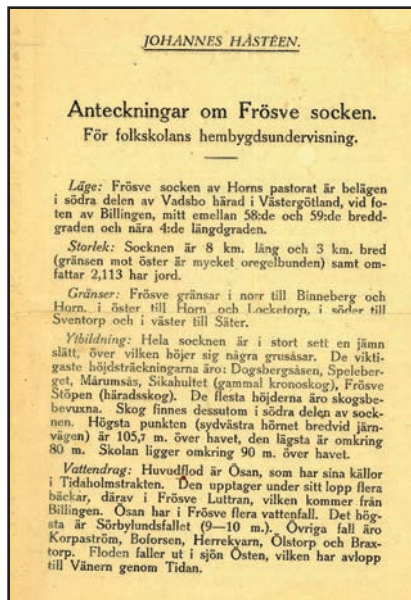 JOHANNES HÅSTÉEN.
Anteckningar om Frösve socken.
För folkskolans hembygdsundervisning.
Läge: Frösve socken av Horns pastorat är belägen
i södra delen av Vadsbo härad i Västergötland, vid fo-
ten av Billingen, mitt emellan 58:de och 59:de bredd-
graden och nära 4:de längdgraden.
Storlek: Socknen är 8 km. lång och 3 km. bred
(gränsen mot öster är mycket oregelbunden) samt om-
fattar 2,113 har jord.
Gränser: Frösve gränsar i norr till Binneberg och
Horn, i öster till Horn och Locketorp, i söder till
Sventorp och i väster till Säter.
Ytbildning: Hela socknen är i stort sett en jämn
slätt, över vilken höjer sig några grusåsar. De vikti-
gaste höjdsträckningarna äro: Dogsbergsåsen, Speleber-
get, Mårumsås, Sikahultet (gammal kronoskog), Frösve
Stöpen (häradsskog). De flesta höjderna äro skogsbe-
bevuxna. Skog finnes dessutom i södra delen av sock-
nen. Högsta punkten (sydvästra hörnet bredvid järn-
vägen) är 105,7 m. över havet, den lägsta är omkring
80 m. Skolan ligger omkring 90 m. över havet.
Vattendrag: Huvudflod är Ösan, som har sina källor
i Tidaholmstrakten. Den upptager under sitt lopp flera
bäckar, därav i Frösve Luttran, vilken kommer från
Billingen. Ösan har i Frösve flera vattenfall. Det hög-
sta är Sörbylundsfallet (9—10 m.). Övriga fall äro
Korpaström, Boforsen, Herrekvarn, Ölstorp och Brax-
torp. Floden faller ut i sjön Östen, vilken har avlopp
till Vänern genom Tidan.